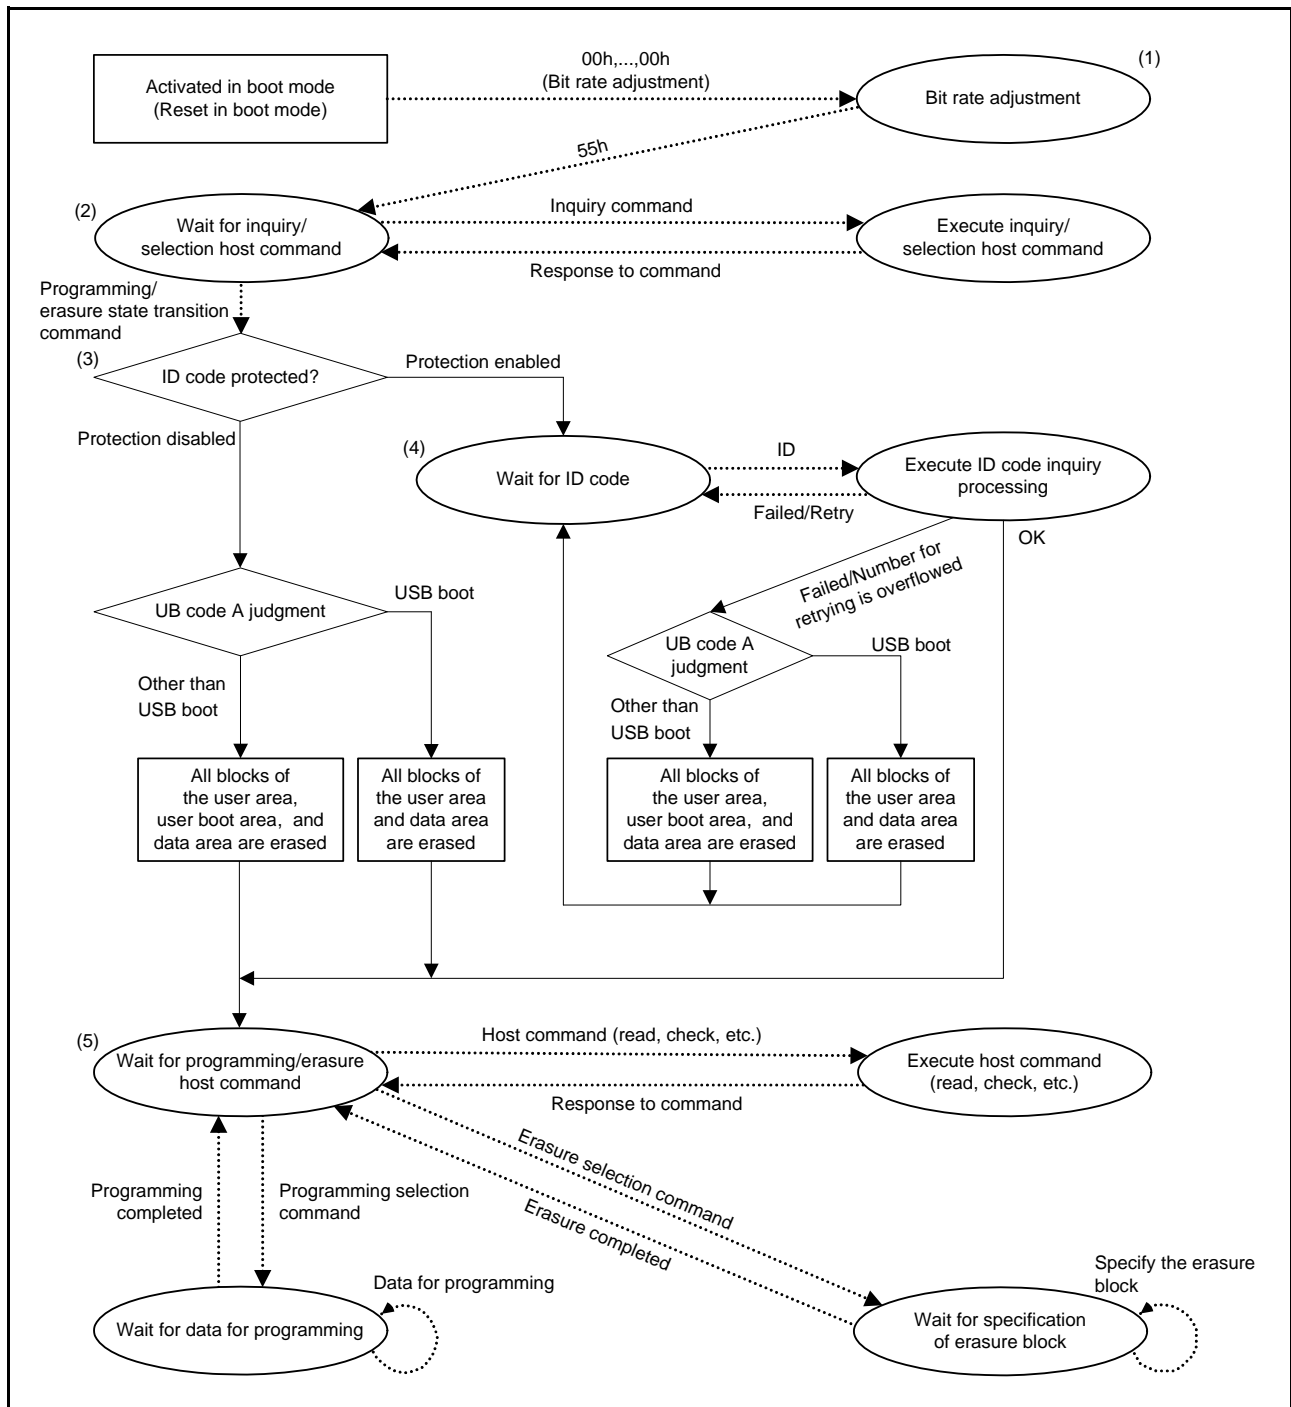 Activated in boot mode
(Reset in boot mode)
00h,...,00h
(Bit rate adjustment)
(1)
Bit rate adjustment
55h
(2)
Wait for inquiry/
selection host command
Inquiry command
Response to command
Execute inquiry/
selection host command
Programming/
erasure state transition
command
(3)
ID code protected?
Protection enabled
Protection disabled
(4)
Wait for ID code
ID
Failed/Retry
Execute ID code inquiry
processing
OK
Failed/Number for
retrying is overflowed
UB code A judgment
USB boot
Other than
USB boot
UB code A
judgment
USB boot
Other than
USB boot
All blocks of
the user area,
user boot area,  and
data area are erased
All blocks of
the user area
and data area
are erased
All blocks of
the user area,
user boot area,  and
data area are erased
All blocks of
the user area
and data area
are erased
(5)
Wait for programming/erasure
host command
Host command (read, check, etc.)
Response to command
Execute host command
(read, check, etc.)
Erasure selection command
Erasure completed
Programming
completed
Programming selection
command
Data for programming
Wait for data for programming
Specify the erasure
block
Wait for specification
of erasure block